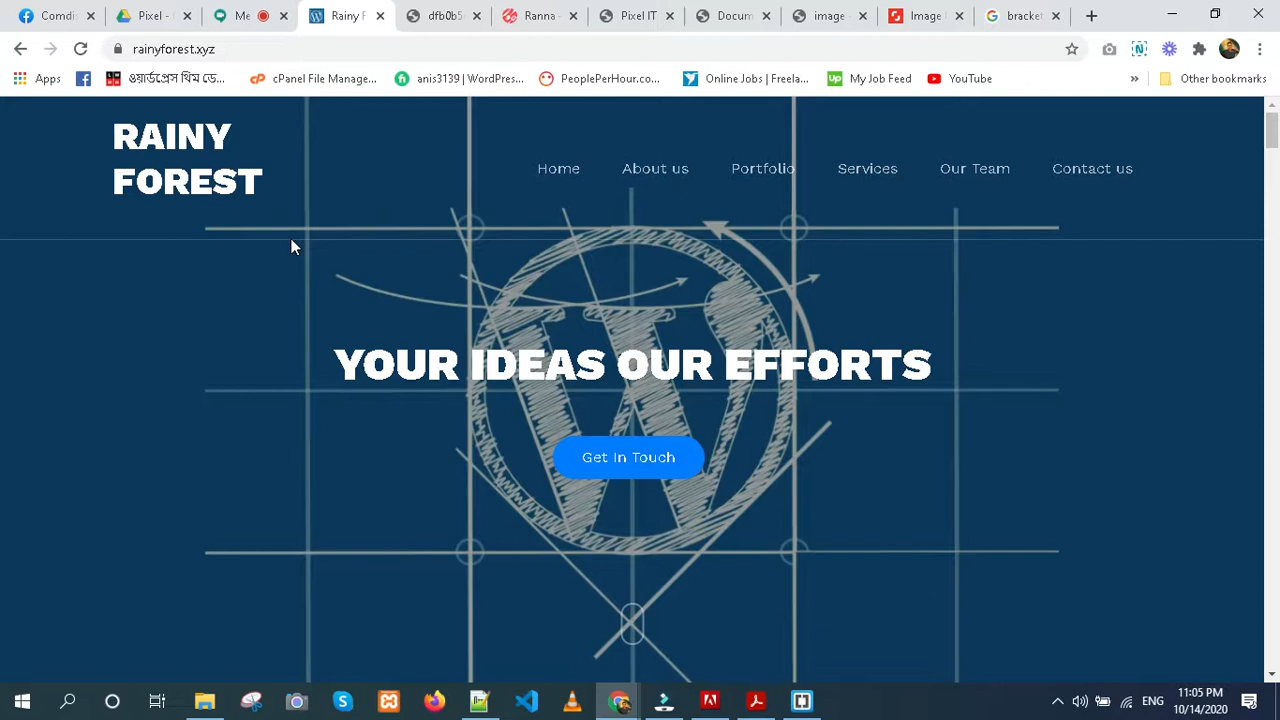 Condi
Pixel -
Me
Rainy F
dfb0b5
Ranna -
Pixel IT
Docum
image
Image
bracket
rainyforest.xyz
Apps
ওয়ার্ডপ্রেস থিম ডে...
cPanel File Manage...
anis3139 | WordPres...
PeoplePerHour.co...
Online Jobs | Freela...
My Job Feed
YouTube
»
Other bookmarks
RAINY
FOREST
Home
About us
Portfolio
Services
Our Team
Contact us
YOUR IDEAS OUR EFFORTS
Get In Touch
ENG
11:05 PM
10/14/2020